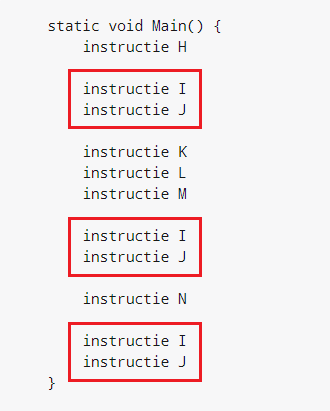 static void Main() {
instructie H
instructie I
instructie J
instructie K
instructie L
instructie M
instructie I
instructie J
instructie N
instructie I
instructie J
}